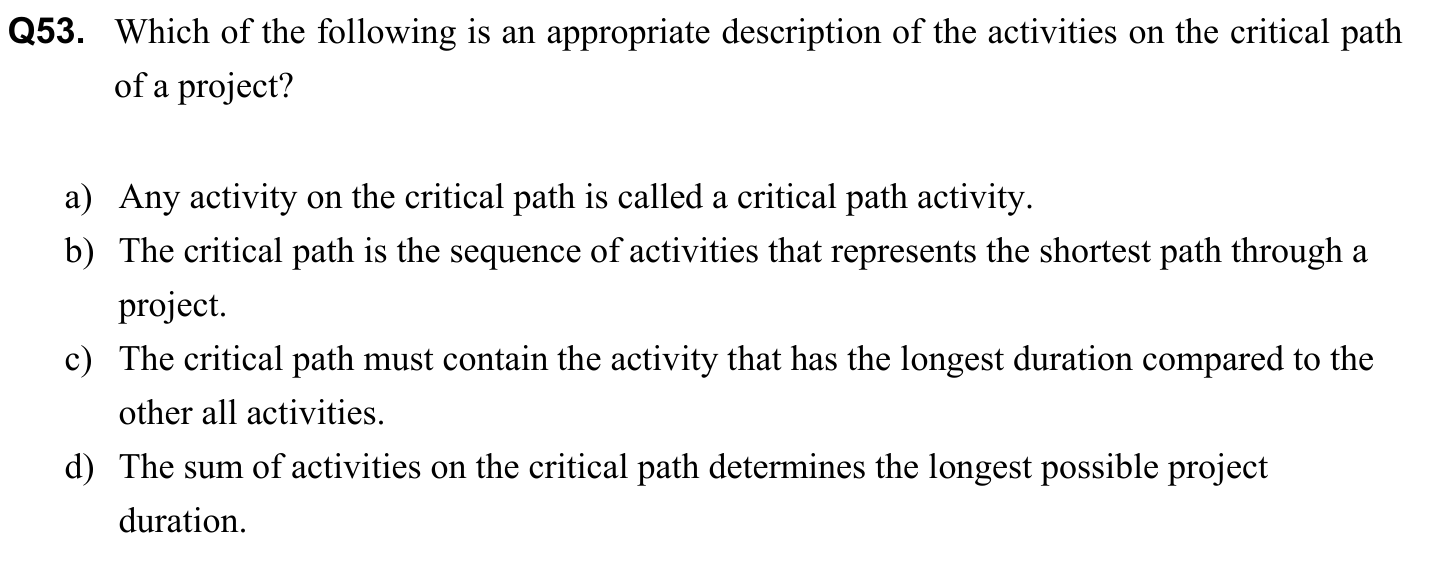 Q53. Which of the following is an appropriate description of the activities on the critical path
of a project?
a) Any activity on the critical path is called a critical path activity.
b) The critical path is the sequence of activities that represents the shortest path through a
project.
c) The critical path must contain the activity that has the longest duration compared to the
other all activities.
d) The sum of activities on the critical path determines the longest possible project
duration.